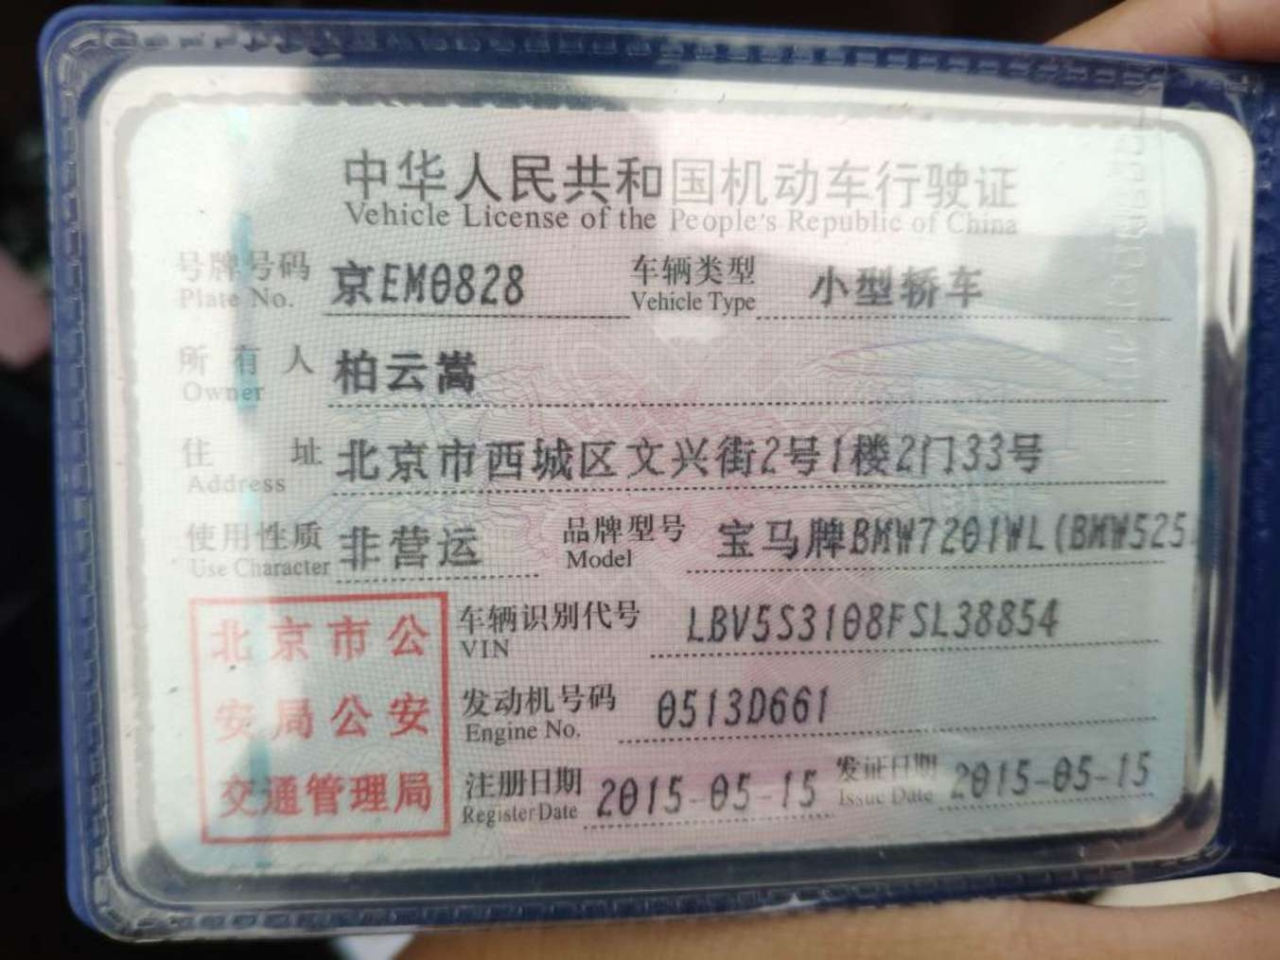 中华人民共和国机动车行驶证
Vehicle License of the People's Republic of China
号牌号码 京EM0828 车辆类型 小型轿车
Plate No. Vehicle Type
所有人 柏云嵩
Owner
住址 北京市西城区文兴街2号1楼2门33号
Address
使用性质 非营运 品牌型号 宝马牌BMW7201WL(BMW525
Use Character Model
北京市公
安局公安
交通管理局
车辆识别代号 LBV5S3108FSL38854
VIN
发动机号码 0513D661
Engine No.
注册日期 2015-05-15 发证日期 2015-05-15
Register Date Issue Date